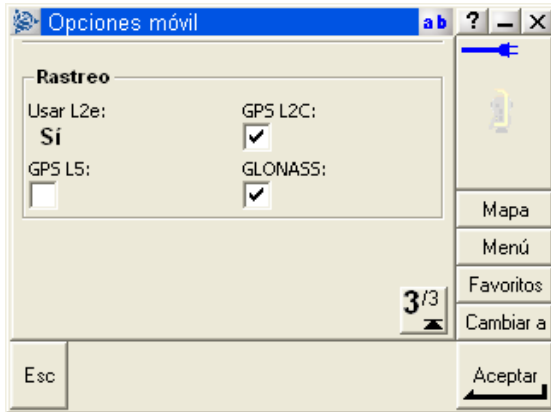 Opciones móvil
ab
?
Rastreo
Usar L2e:
GPS L2C:
Sí
GPS L5:
GLONASS:
Mapa
Menú
Favoritos
3/3
Cambiar a
Esc
Aceptar